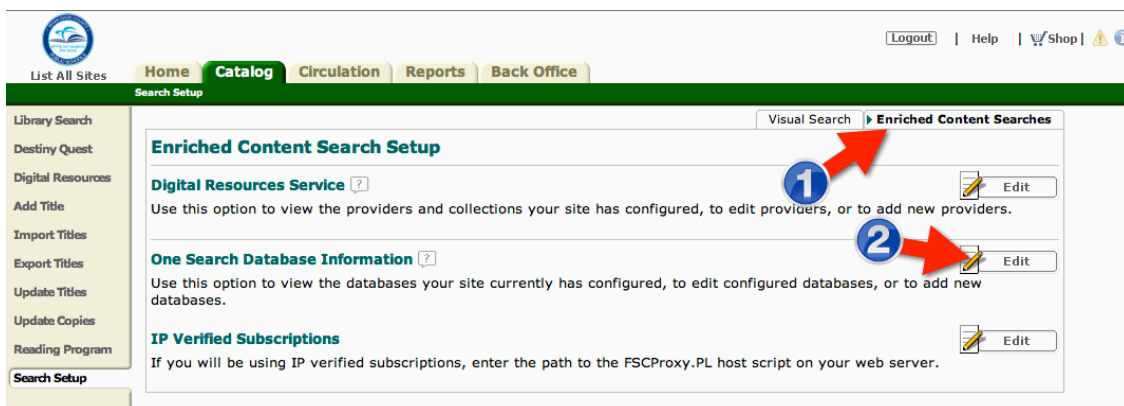 Logout | Help | Shop |
List All Sites
Home Catalog Circulation Reports Back Office
Search Setup
Library Search
Destiny Quest
Digital Resources
Add Title
Import Titles
Export Titles
Update Titles
Update Copies
Reading Program
Search Setup
Visual Search Enriched Content Searches
Enriched Content Search Setup
1
Digital Resources Service ?
Edit
Use this option to view the providers and collections your site has configured, to edit providers, or to add new providers.
2
One Search Database Information ?
Edit
Use this option to view the databases your site currently has configured, to edit configured databases, or to add new
databases.
IP Verified Subscriptions
Edit
If you will be using IP verified subscriptions, enter the path to the FSCProxy.PL host script on your web server.